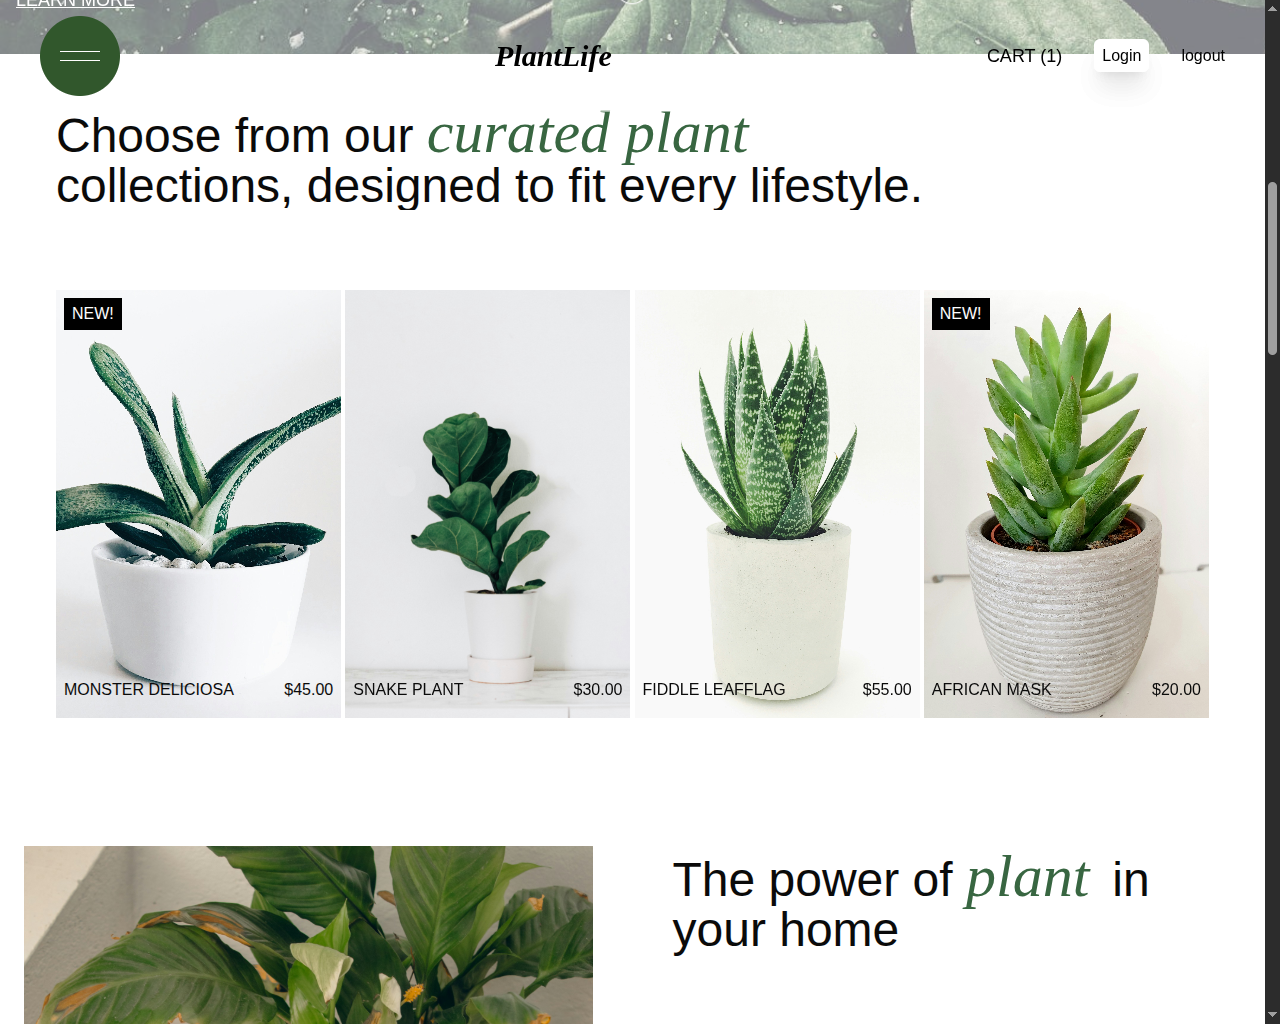 LEARN MORE
PlantLife
CART (1)
Login
logout
Choose from our curated plant
collections, designed to fit every lifestyle.
NEW!
NEW!
MONSTER DELICIOSA $45.00
SNAKE PLANT $30.00
FIDDLE LEAFFLAG $55.00
AFRICAN MASK $20.00
The power of plant in
your home